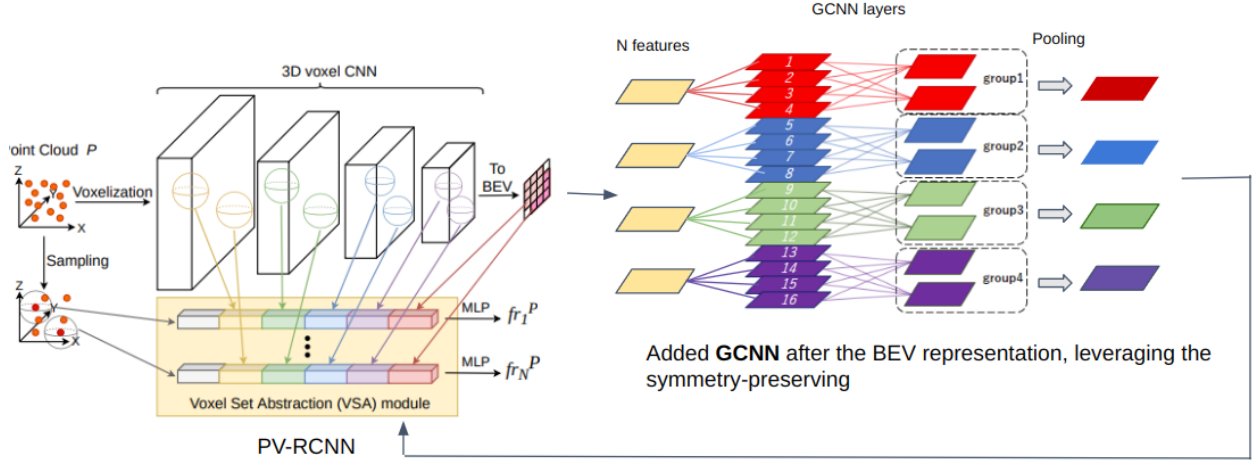 GCNN layers
N features
Pooling
3D voxel CNN
oint Cloud P
Z
Y
X
Voxelization
To
BEV
Sampling
Z
Y
X
MLP
fr₁ᴾ
MLP
frNᴾ
Voxel Set Abstraction (VSA) module
PV-RCNN
1
2
3
4
5
6
7
8
9
10
11
12
13
14
15
16
group1
group2
group3
group4
Added GCNN after the BEV representation, leveraging the
symmetry-preserving